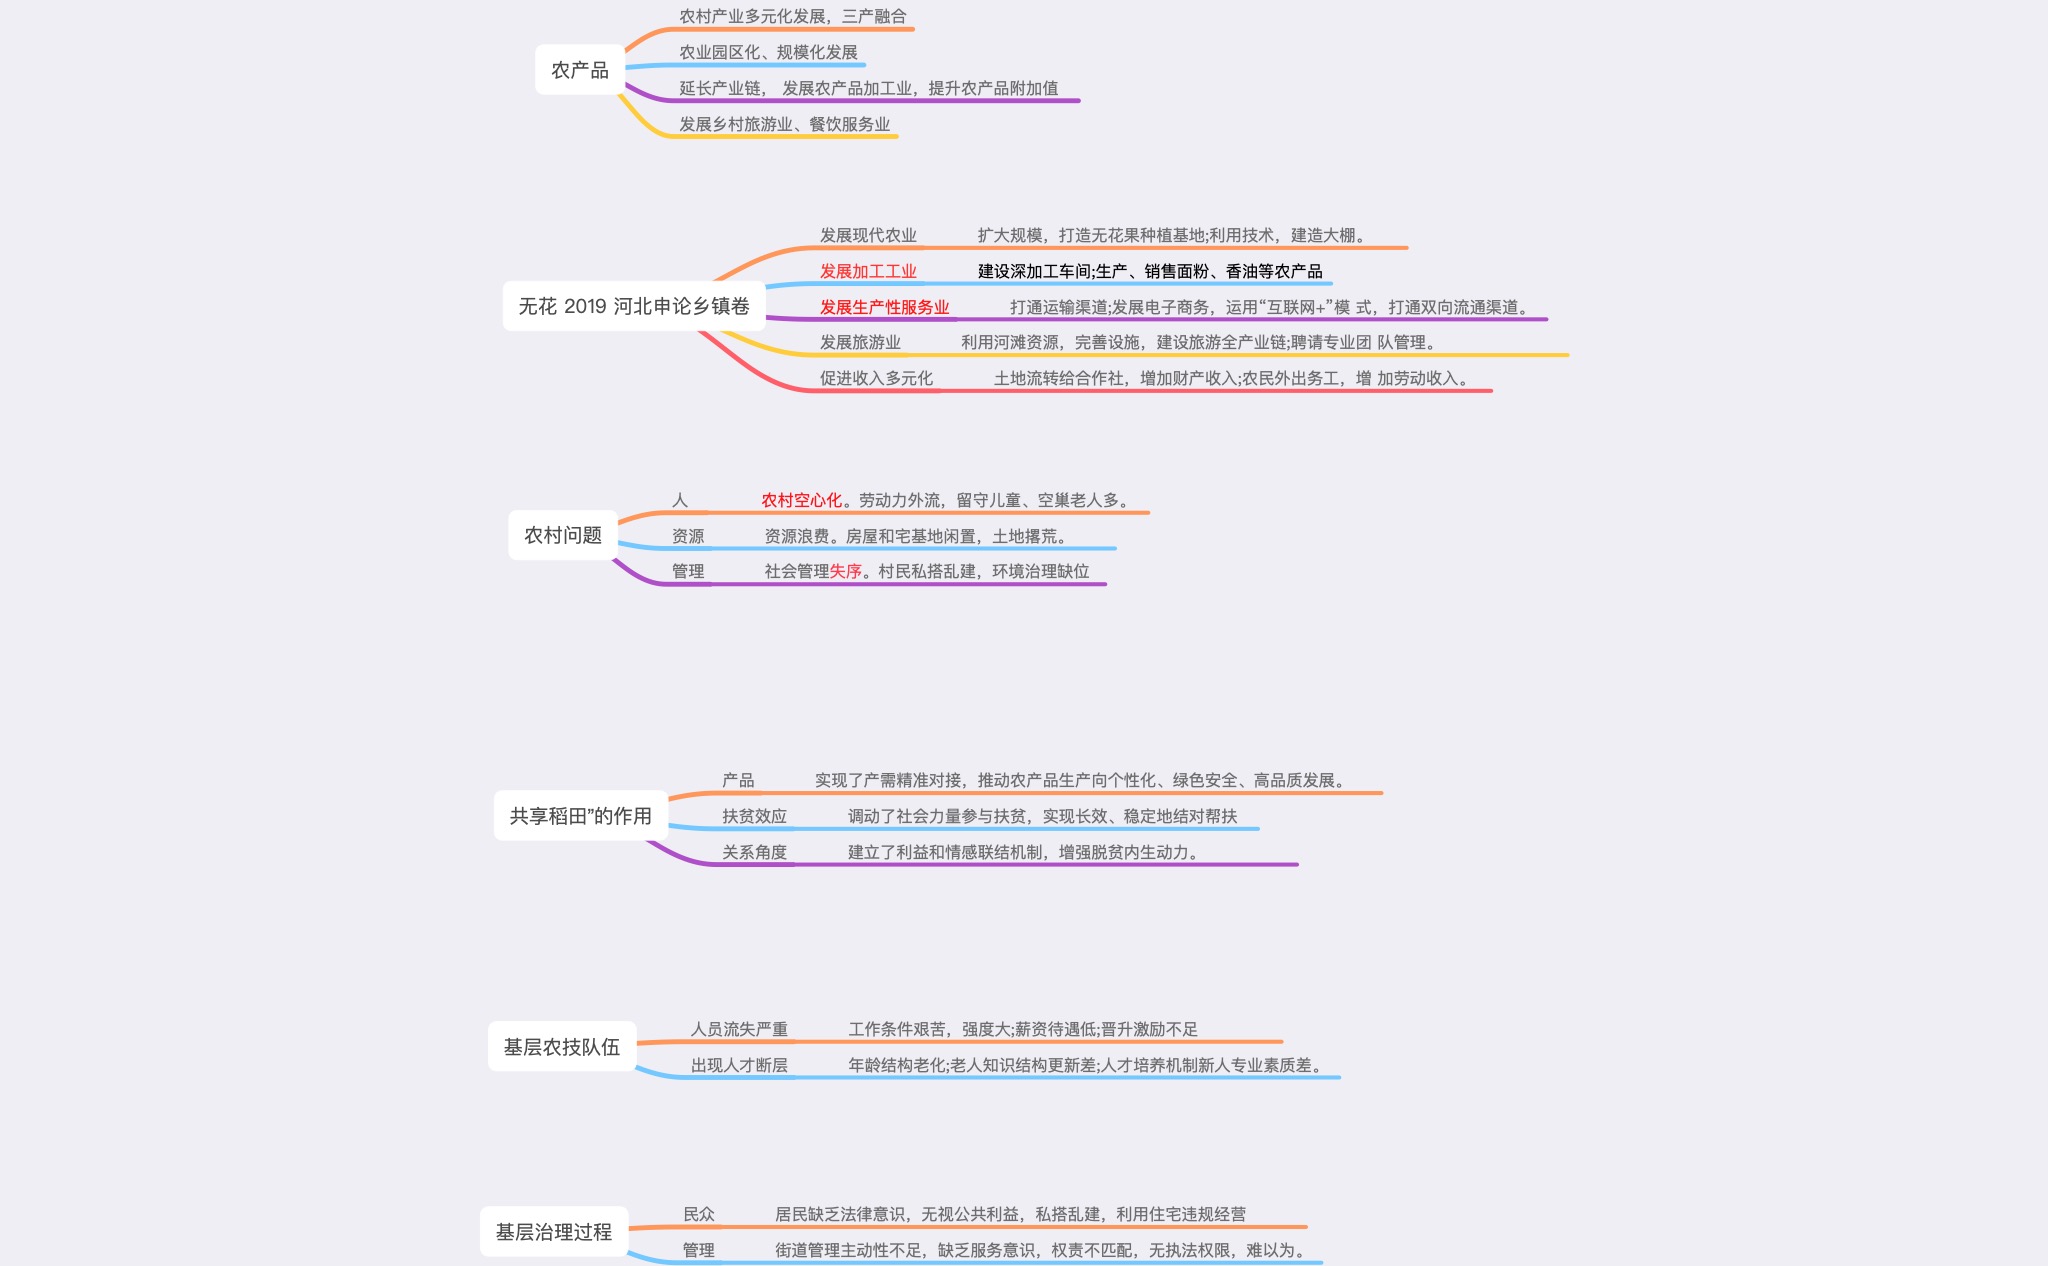 农产品
农村产业多元化发展，三产融合
农业园区化、规模化发展
延长产业链， 发展农产品加工业，提升农产品附加值
发展乡村旅游业、餐饮服务业
无花 2019 河北申论乡镇卷
发展现代农业 扩大规模，打造无花果种植基地;利用技术，建造大棚。
发展加工工业 建设深加工车间;生产、销售面粉、香油等农产品
发展生产性服务业 打通运输渠道;发展电子商务，运用“互联网+”模 式，打通双向流通渠道。
发展旅游业 利用河滩资源，完善设施，建设旅游全产业链;聘请专业团 队管理。
促进收入多元化 土地流转给合作社，增加财产收入;农民外出务工，增 加劳动收入。
农村问题
人 农村空心化。劳动力外流，留守儿童、空巢老人多。
资源 资源浪费。房屋和宅基地闲置，土地撂荒。
管理 社会管理失序。村民私搭乱建，环境治理缺位
共享稻田”的作用
产品 实现了产需精准对接，推动农产品生产向个性化、绿色安全、高品质发展。
扶贫效应 调动了社会力量参与扶贫，实现长效、稳定地结对帮扶
关系角度 建立了利益和情感联结机制，增强脱贫内生动力。
基层农技队伍
人员流失严重 工作条件艰苦，强度大;薪资待遇低;晋升激励不足
出现人才断层 年龄结构老化;老人知识结构更新差;人才培养机制新人专业素质差。
基层治理过程
民众 居民缺乏法律意识，无视公共利益，私搭乱建，利用住宅违规经营
管理 街道管理主动性不足，缺乏服务意识，权责不匹配，无执法权限，难以为。